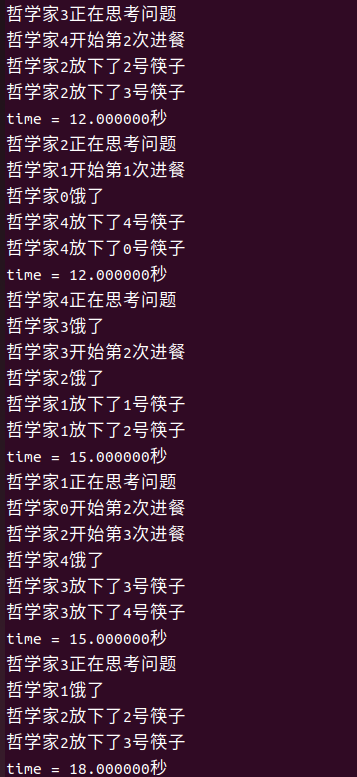 哲学家3正在思考问题
哲学家4开始第2次进餐
哲学家2放下了2号筷子
哲学家2放下了3号筷子
time = 12.000000秒
哲学家2正在思考问题
哲学家1开始第1次进餐
哲学家0饿了
哲学家4放下了4号筷子
哲学家4放下了0号筷子
time = 12.000000秒
哲学家4正在思考问题
哲学家3饿了
哲学家3开始第2次进餐
哲学家2饿了
哲学家1放下了1号筷子
哲学家1放下了2号筷子
time = 15.000000秒
哲学家1正在思考问题
哲学家0开始第2次进餐
哲学家2开始第3次进餐
哲学家4饿了
哲学家3放下了3号筷子
哲学家3放下了4号筷子
time = 15.000000秒
哲学家3正在思考问题
哲学家1饿了
哲学家2放下了2号筷子
哲学家2放下了3号筷子
time = 18.000000秒